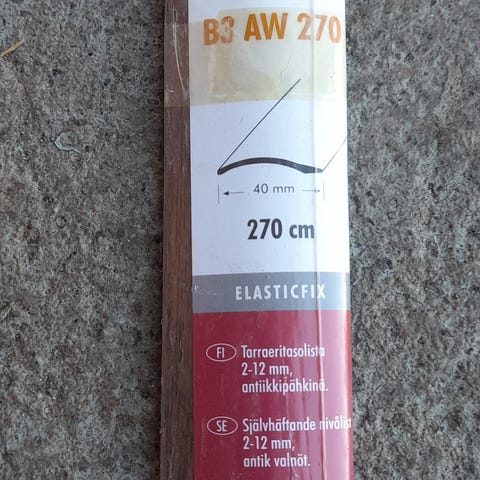 B3 AW 270
40 mm
270 cm
ELASTICFIX
FI Tarraeritasolista
2-12 mm,
antiikkipähkinä.
SE Självhäftande nivålist
2-12 mm,
antik valnöt.